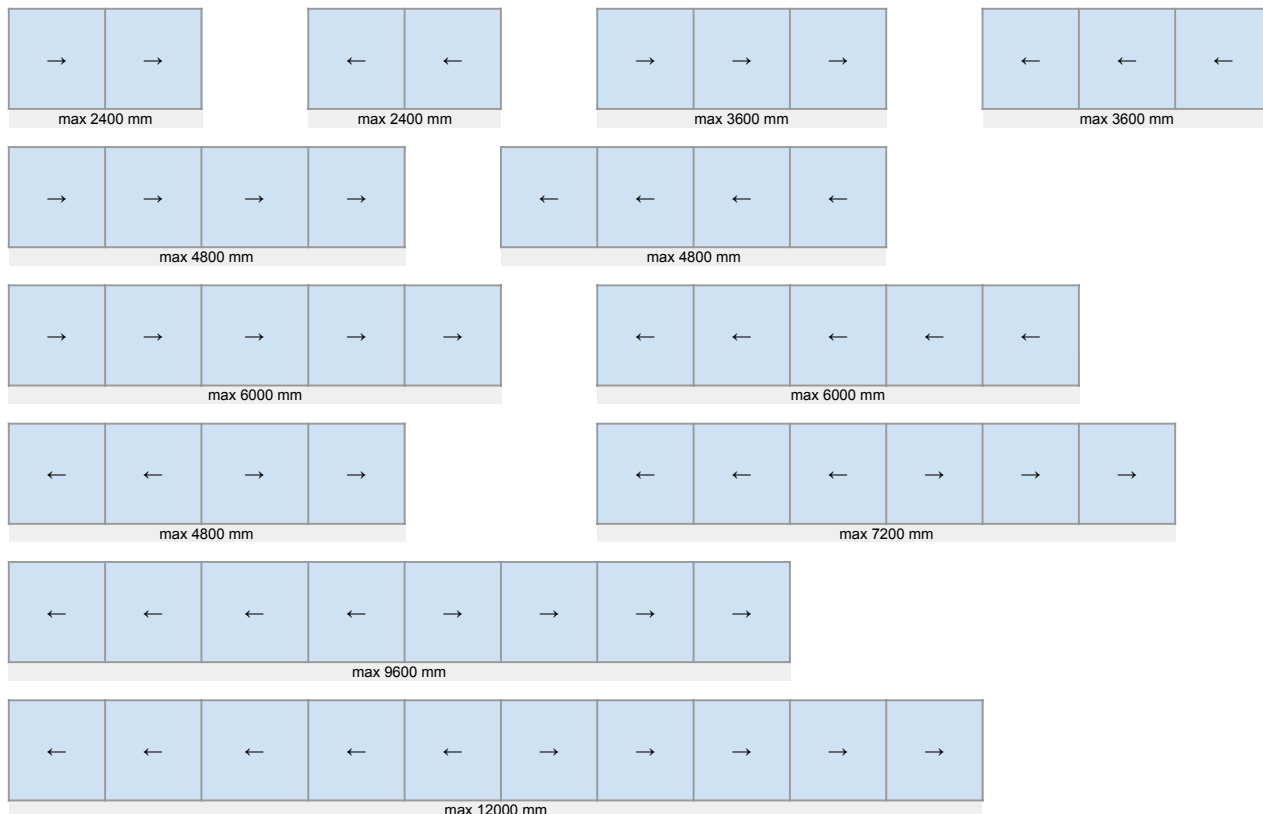 → → ← ← → → → ← ← ←
max 2400 mm max 2400 mm max 3600 mm max 3600 mm
→ → → → ← ← ← ←
max 4800 mm max 4800 mm
→ → → → → ← ← ← ← ←
max 6000 mm max 6000 mm
← ← → → ← ← ← → → →
max 4800 mm max 7200 mm
← ← ← ← → → → →
max 9600 mm
← ← ← ← ← → → → → →
max 12000 mm